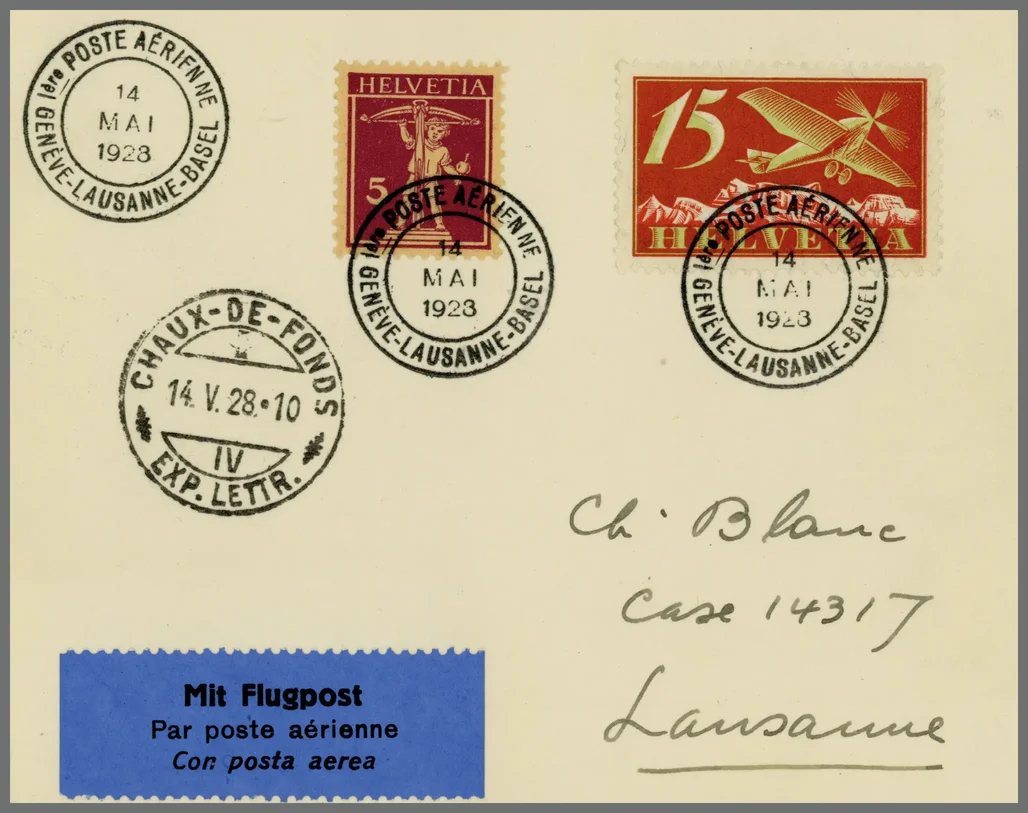 1ère POSTE AÉRIENNE
14
MAI
1928
GENÈVE-LAUSANNE-BASEL
HELVETIA
5
1ère POSTE AÉRIENNE
14
MAI
1928
GENÈVE-LAUSANNE-BASEL
15
HELVETIA
1ère POSTE AÉRIENNE
14
MAI
1928
GENÈVE-LAUSANNE-BASEL
CHAUX-DE-FONDS
14. V. 28.•10
IV
EXP. LETTR.
Ch. Blanc
Case 14317
Lausanne
Mit Flugpost
Par poste aérienne
Con posta aerea